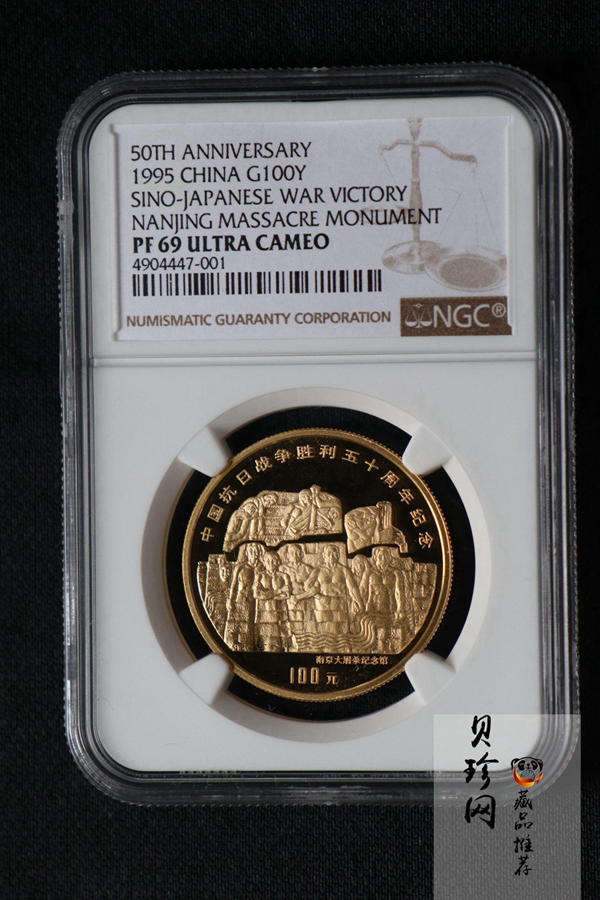 50TH ANNIVERSARY
1995 CHINA G100Y
SINO-JAPANESE WAR VICTORY
NANJING MASSACRE MONUMENT
PF 69 ULTRA CAMEO
4904447-001
NUMISMATIC GUARANTY CORPORATION
NGC®
中国抗日战争胜利五十周年纪念
南京大屠杀纪念馆
100元
贝珍网
藏品推荐